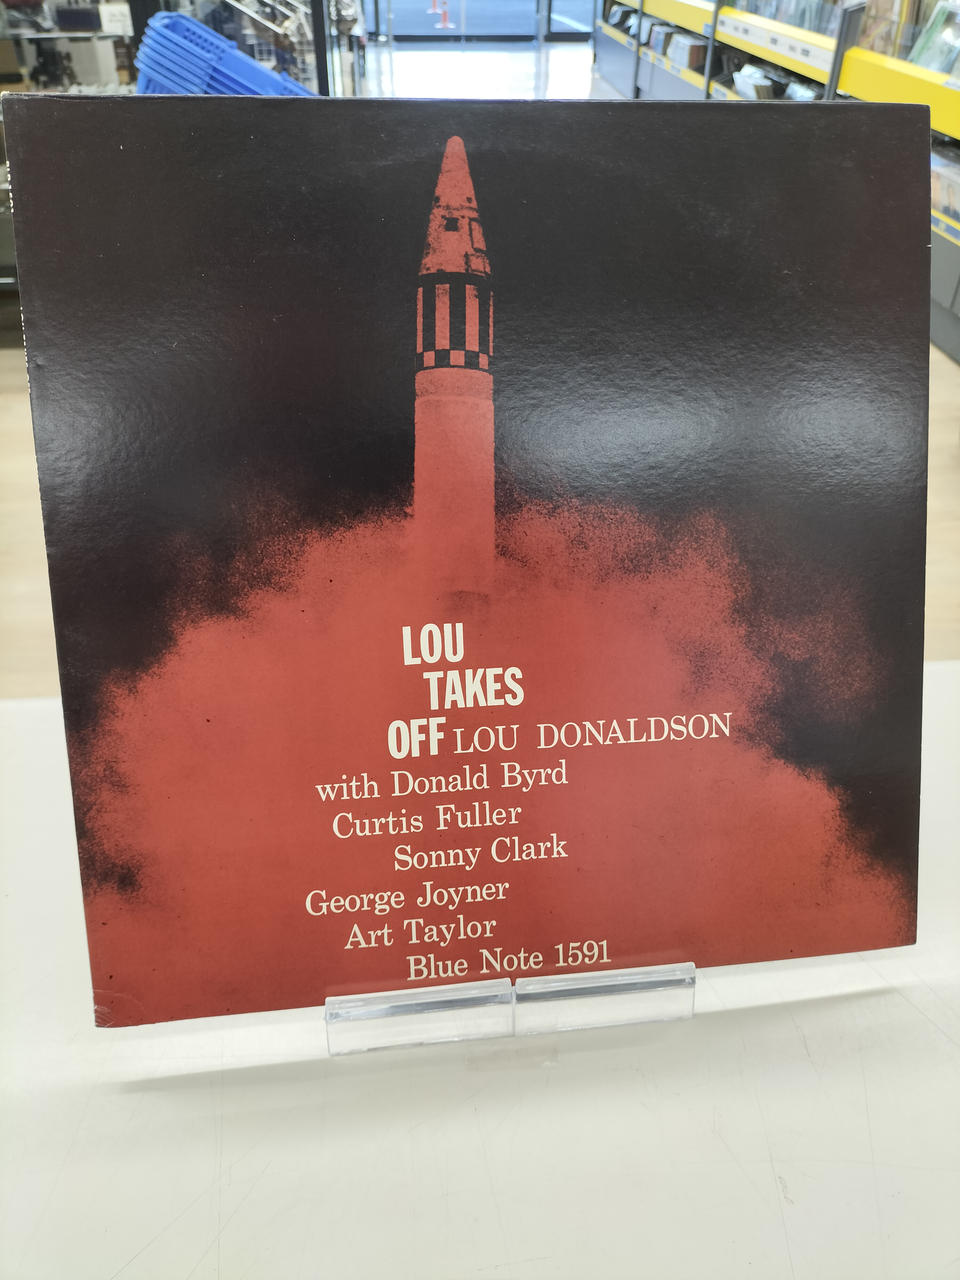 LOU
TAKES
OFF LOU DONALDSON
with Donald Byrd
Curtis Fuller
Sonny Clark
George Joyner
Art Taylor
Blue Note 1591